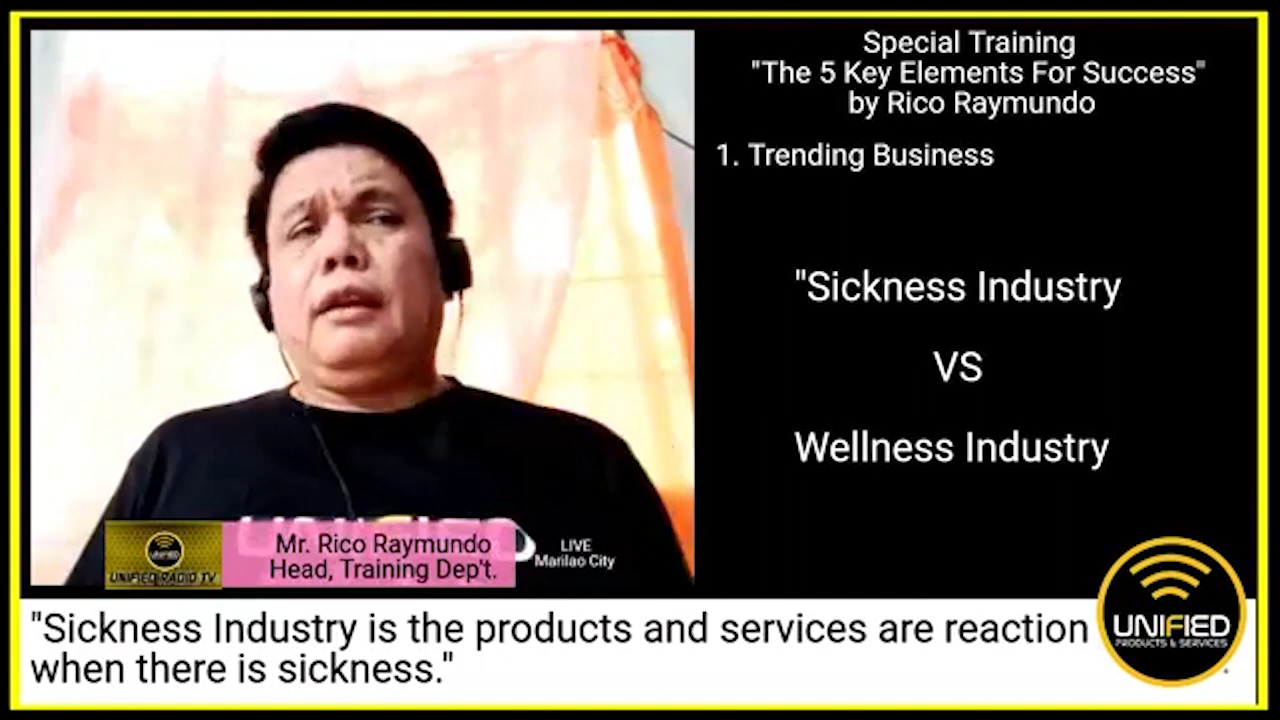 Special Training
"The 5 Key Elements For Success"
by Rico Raymundo
1. Trending Business
"Sickness Industry
VS
Wellness Industry
UNIFIED
UNIFIED RADIO TV
Mr. Rico Raymundo
Head, Training Dep't.
LIVE
Marilao City
"Sickness Industry is the products and services are reaction
when there is sickness."
UNIFIED
PRODUCTS & SERVICES